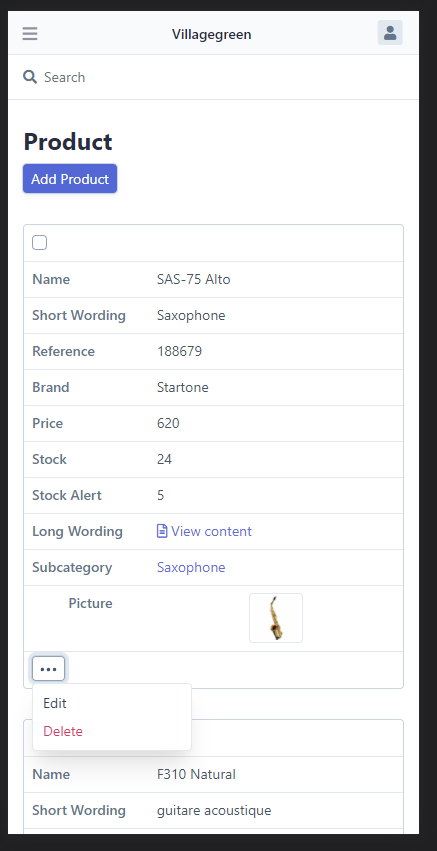 Villagegreen
Search
Product
Add Product
Name SAS-75 Alto
Short Wording Saxophone
Reference 188679
Brand Startone
Price 620
Stock 24
Stock Alert 5
Long Wording View content
Subcategory Saxophone
Picture
Edit
Delete
Name F310 Natural
Short Wording guitare acoustique